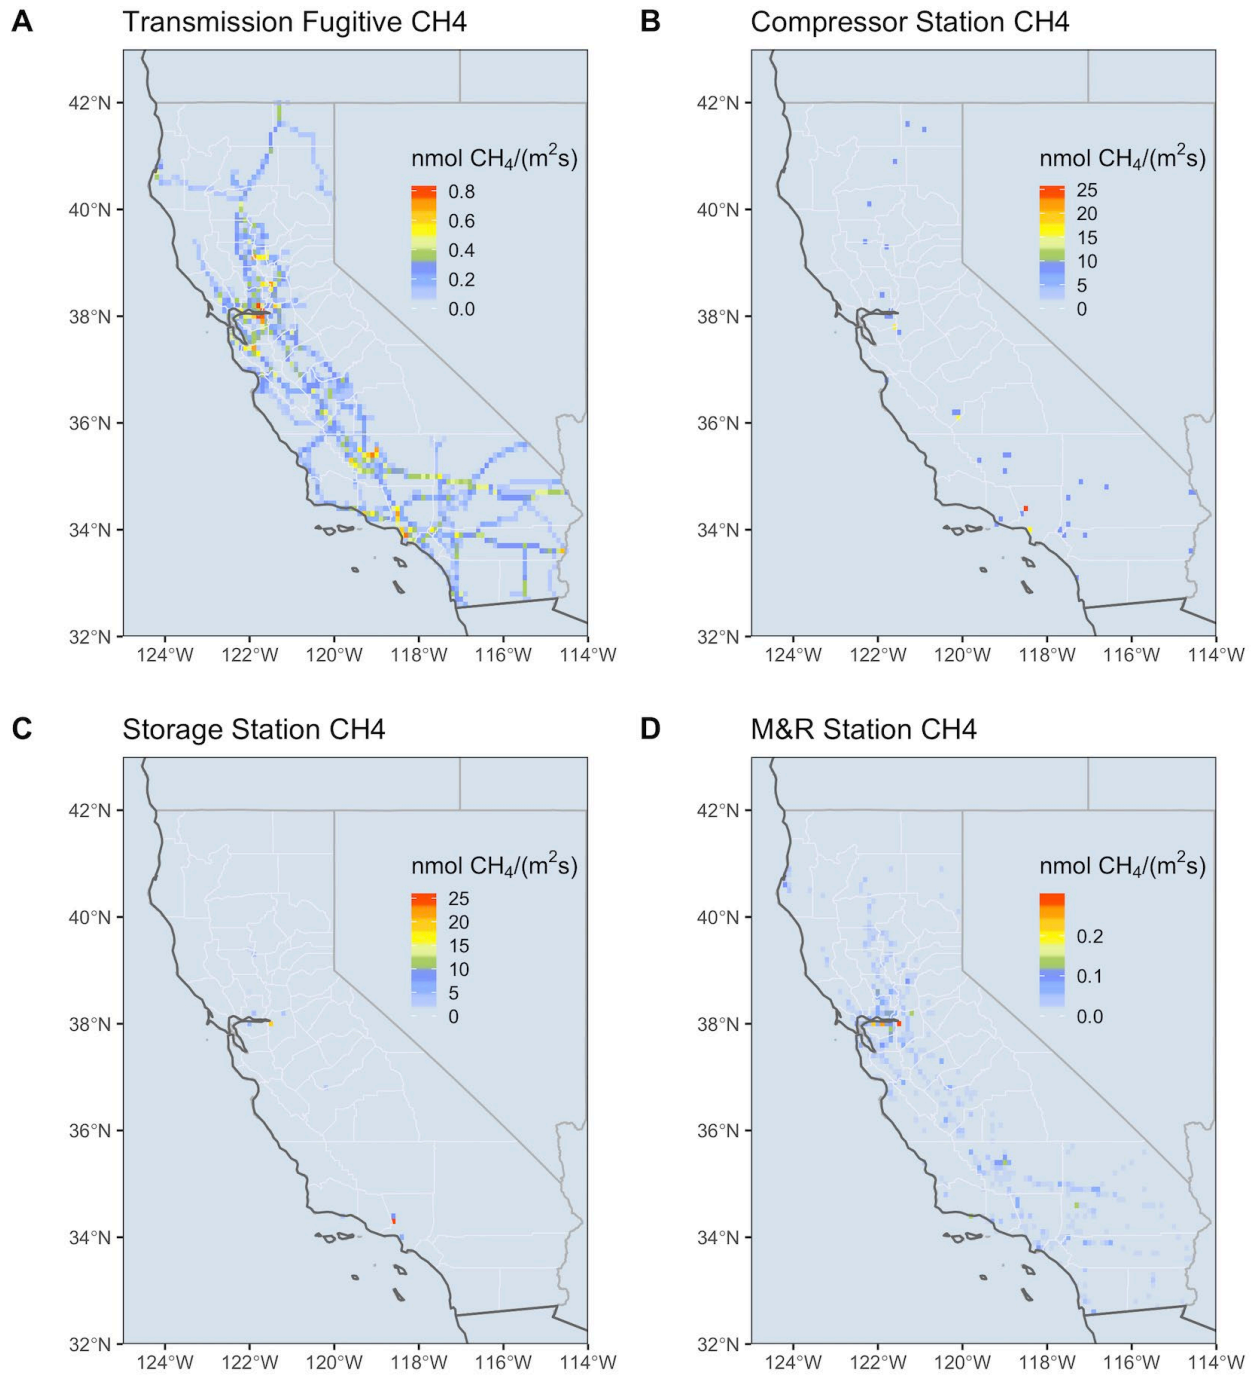 A Transmission Fugitive CH4
42°N
40°N
38°N
36°N
34°N
32°N
124°W 122°W 120°W 118°W 116°W 114°W
nmol CH₄/(m²s)
0.8
0.6
0.4
0.2
0.0
B Compressor Station CH4
42°N
40°N
38°N
36°N
34°N
32°N
124°W 122°W 120°W 118°W 116°W 114°W
nmol CH₄/(m²s)
25
20
15
10
5
0
C Storage Station CH4
42°N
40°N
38°N
36°N
34°N
32°N
124°W 122°W 120°W 118°W 116°W 114°W
nmol CH₄/(m²s)
25
20
15
10
5
0
D M&R Station CH4
42°N
40°N
38°N
36°N
34°N
32°N
124°W 122°W 120°W 118°W 116°W 114°W
nmol CH₄/(m²s)
0.2
0.1
0.0